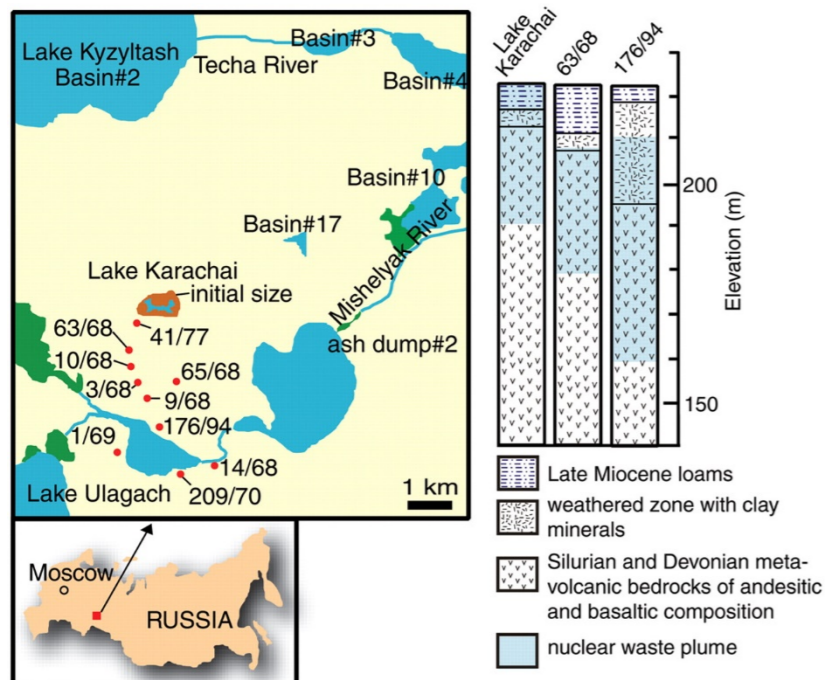 Lake Kyzyltash
Basin#2
Basin#3
Techa River
Basin#4
Basin#10
Basin#17
Mishelyak River
Lake Karachai
initial size
63/68
41/77
ash dump#2
10/68
65/68
3/68
9/68
176/94
1/69
14/68
Lake Ulagach
209/70
1 km
Moscow
RUSSIA
Lake
Karachai
63/68
176/94
200
150
Elevation (m)
Late Miocene loams
weathered zone with clay
minerals
Silurian and Devonian meta-
volcanic bedrocks of andesitic
and basaltic composition
nuclear waste plume